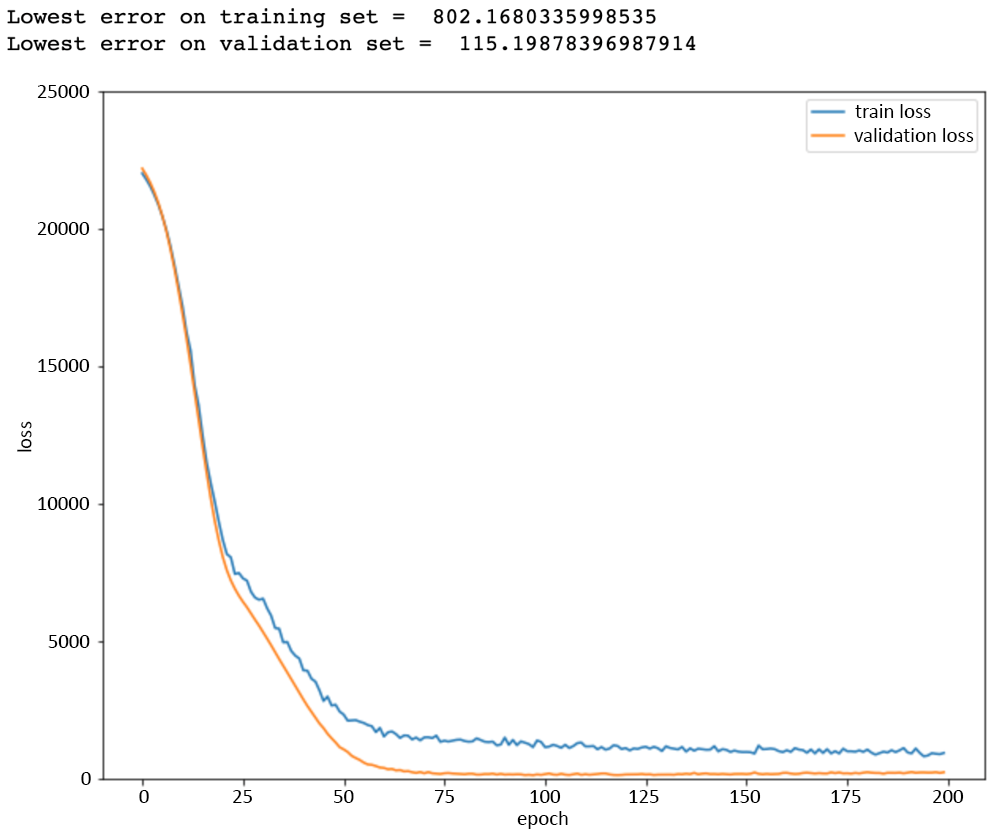 Lowest error on training set =  802.1680335998535
Lowest error on validation set =  115.19878396987914
25000
train loss
validation loss
20000
15000
loss
10000
5000
0
0 25 50 75 100 125 150 175 200
epoch